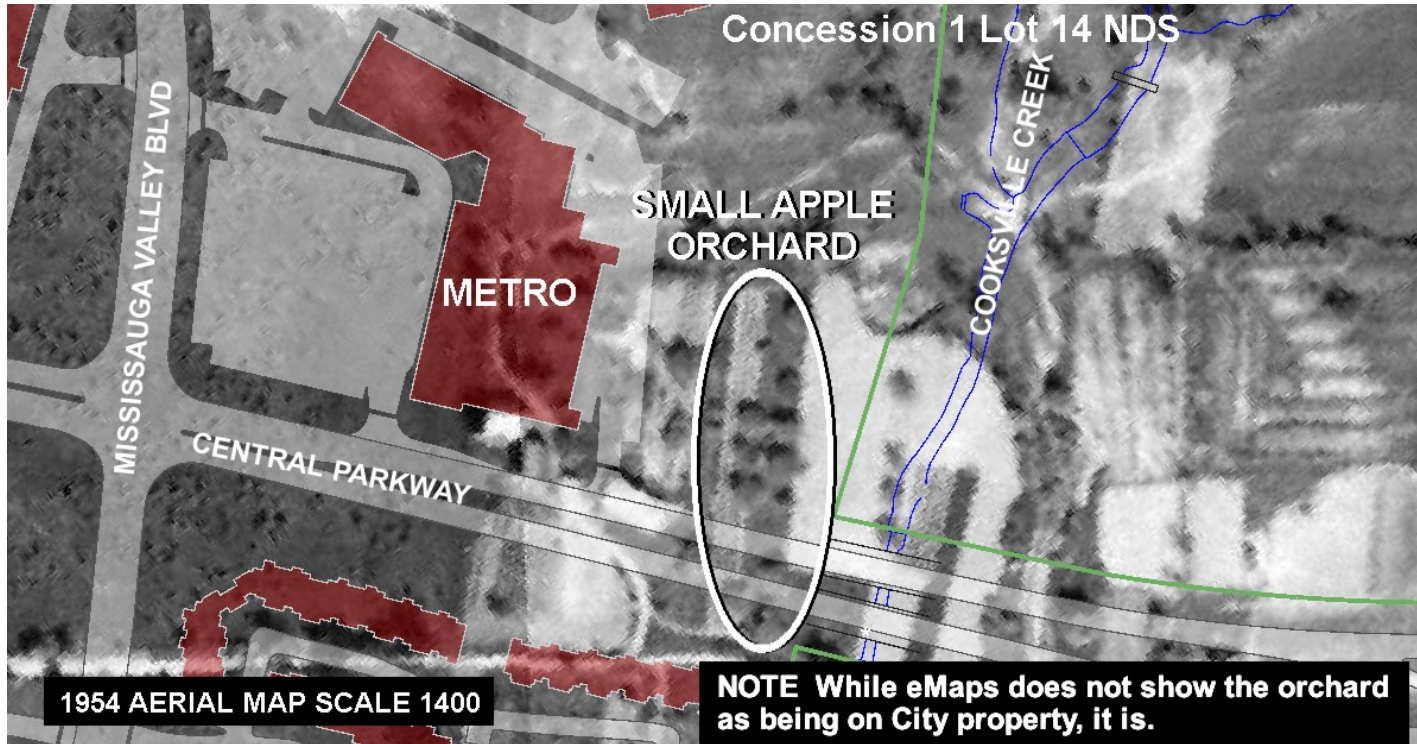 Concession 1 Lot 14 NDS
MISSISSAUGA VALLEY BLVD
COOKSVILLE CREEK
SMALL APPLE
ORCHARD
METRO
CENTRAL PARKWAY
1954 AERIAL MAP SCALE 1400
NOTE  While eMaps does not show the orchard
as being on City property, it is.